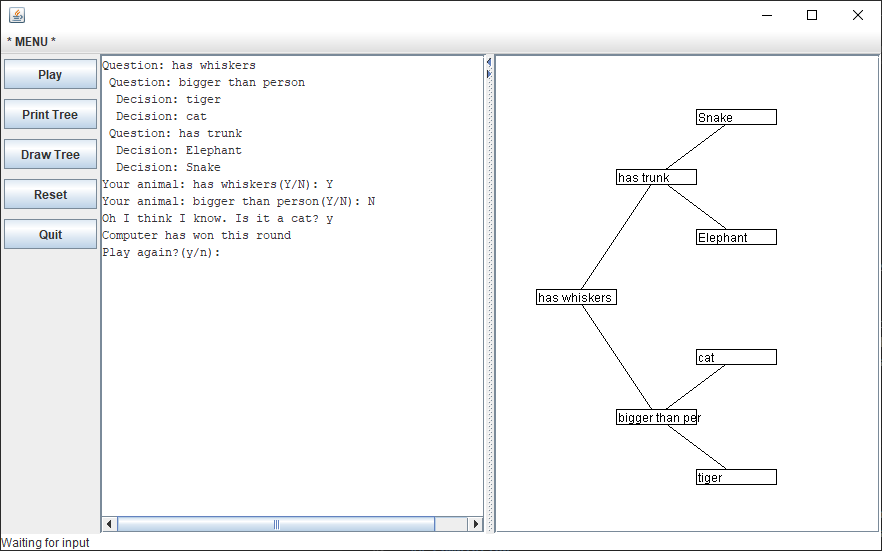 * MENU *
Play
Print Tree
Draw Tree
Reset
Quit
Question: has whiskers
Question: bigger than person
Decision: tiger
Decision: cat
Question: has trunk
Decision: Elephant
Decision: Snake
Your animal: has whiskers(Y/N): Y
Your animal: bigger than person(Y/N): N
Oh I think I know. Is it a cat? y
Computer has won this round
Play again?(y/n):
Snake
has trunk
Elephant
has whiskers
cat
bigger than per
tiger
Waiting for input